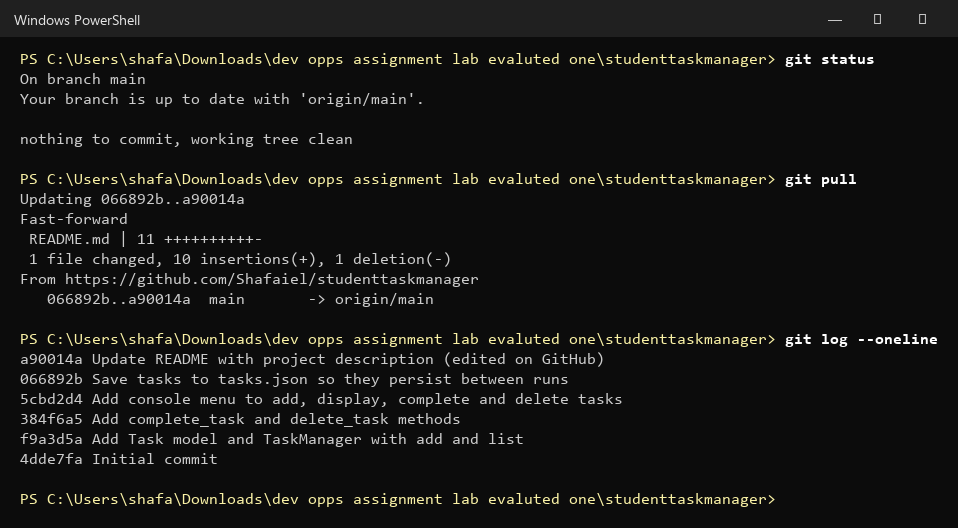 Windows PowerShell
PS C:\Users\shafa\Downloads\dev opps assignment lab evaluted one\studenttaskmanager> git status
On branch main
Your branch is up to date with 'origin/main'.
nothing to commit, working tree clean
PS C:\Users\shafa\Downloads\dev opps assignment lab evaluted one\studenttaskmanager> git pull
Updating 066892b..a90014a
Fast-forward
 README.md | 11 ++++++++++-
 1 file changed, 10 insertions(+), 1 deletion(-)
From https://github.com/Shafaiel/studenttaskmanager
   066892b..a90014a  main       -> origin/main
PS C:\Users\shafa\Downloads\dev opps assignment lab evaluted one\studenttaskmanager> git log --oneline
a90014a Update README with project description (edited on GitHub)
066892b Save tasks to tasks.json so they persist between runs
5cbd2d4 Add console menu to add, display, complete and delete tasks
384f6a5 Add complete_task and delete_task methods
f9a3d5a Add Task model and TaskManager with add and list
4dde7fa Initial commit
PS C:\Users\shafa\Downloads\dev opps assignment lab evaluted one\studenttaskmanager>